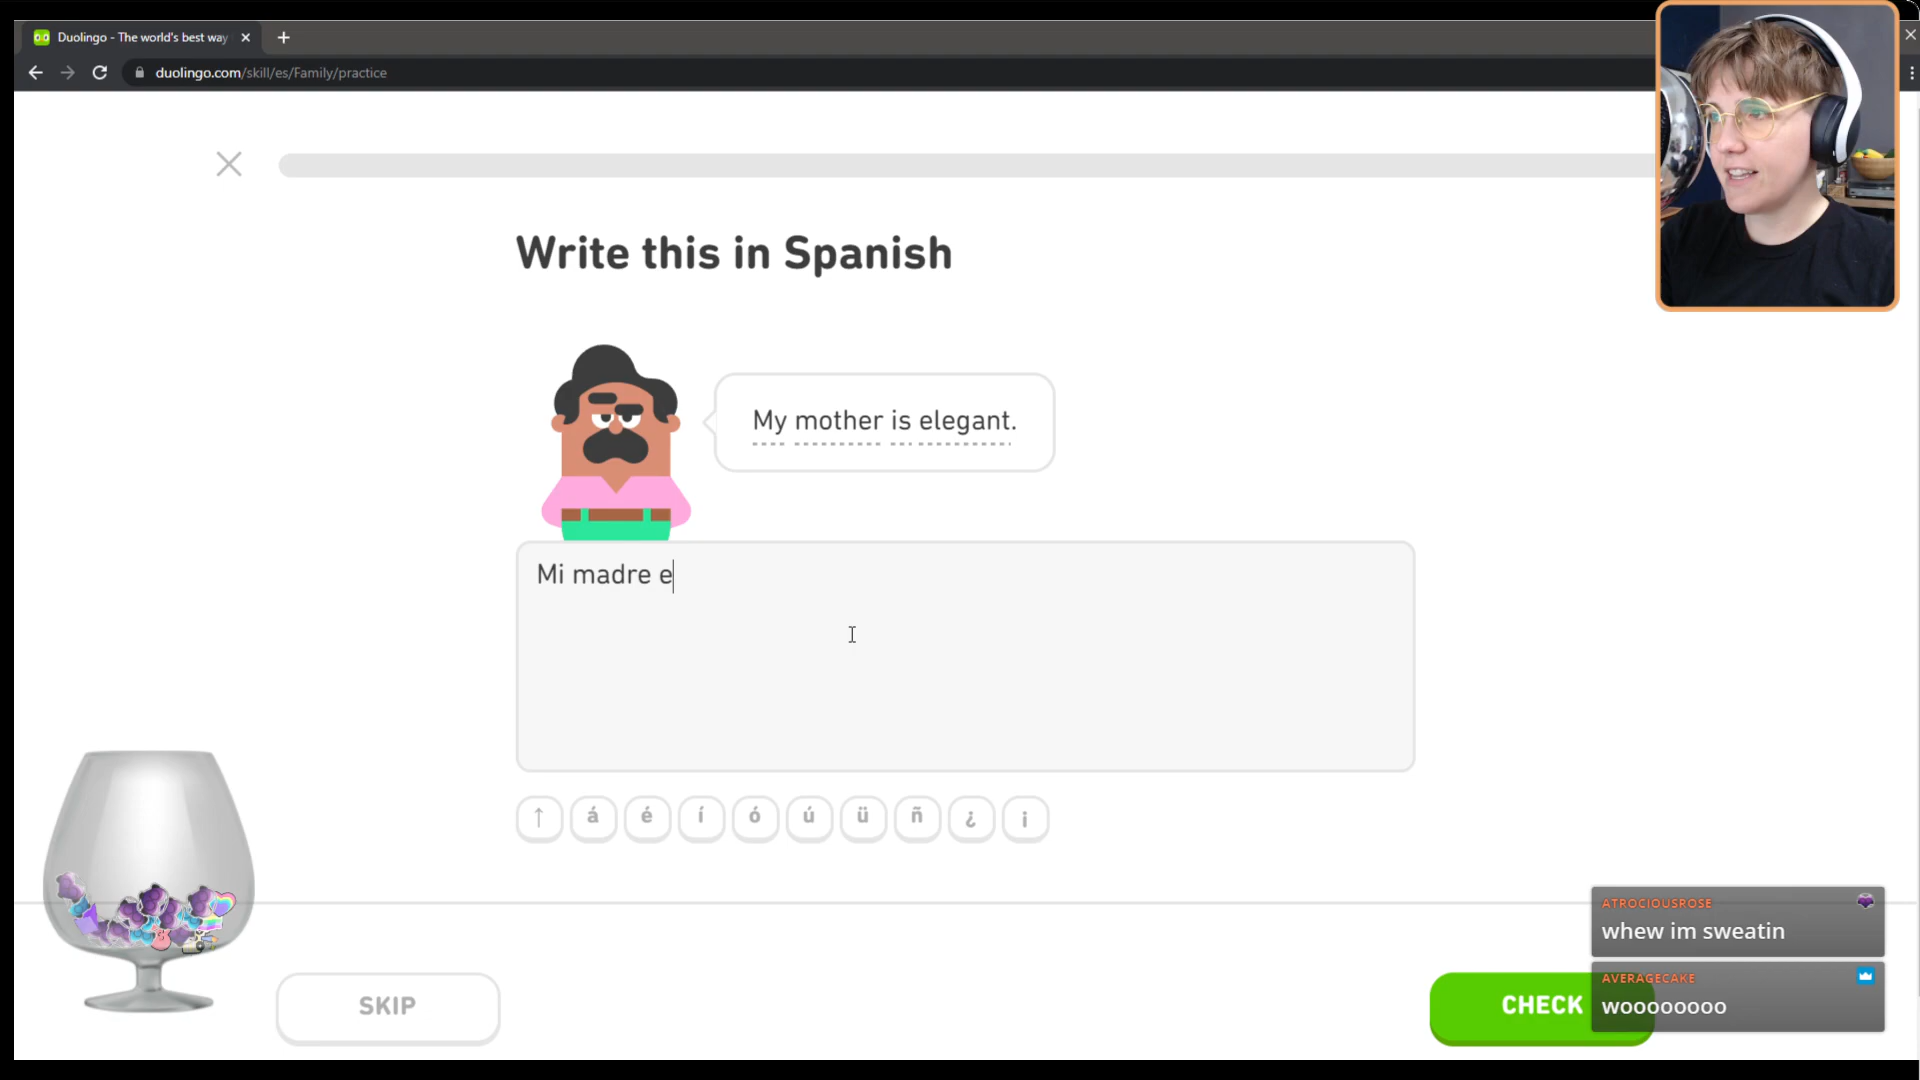 Duolingo - The world's best way
duolingo.com/skill/es/Family/practice
Write this in Spanish
My mother is elegant.
Mi madre e
↑ á é í ó ú ü ñ ¿ ¡
SKIP
CHECK
ATROCIOUSROSE
whew im sweatin
AVERAGECAKE
woooooooo